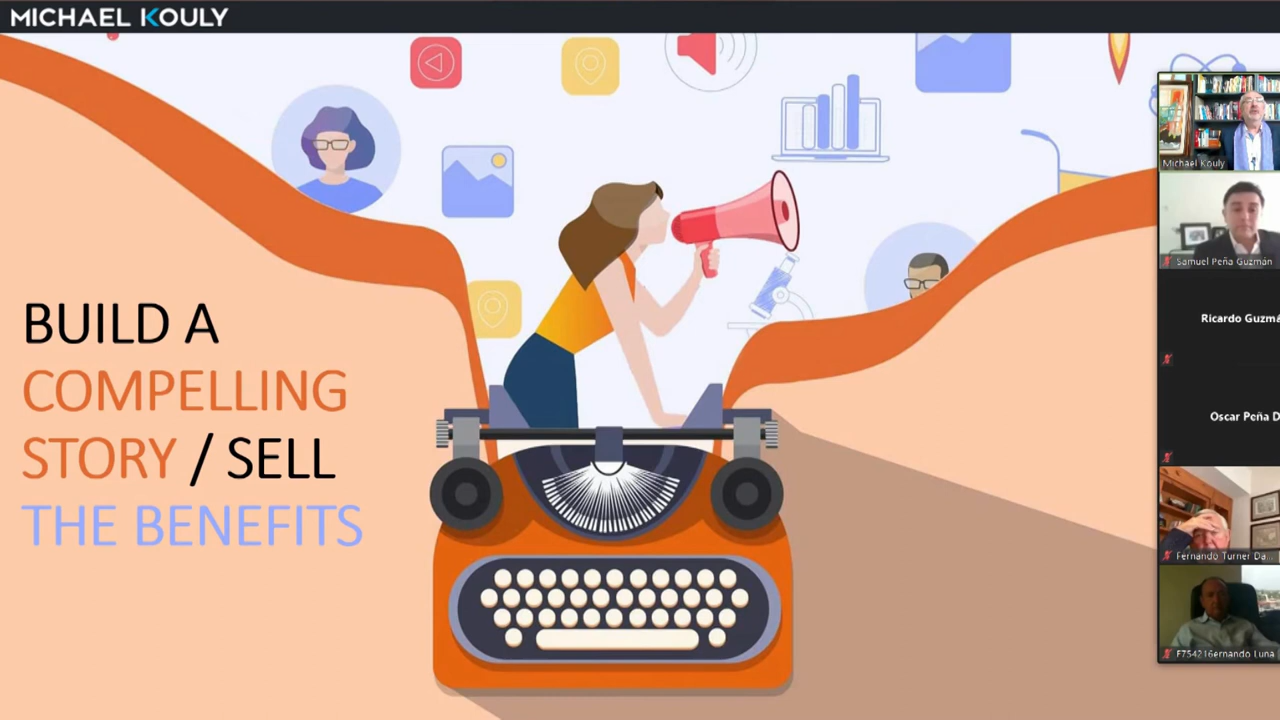 MICHAEL KOULY
BUILD A
COMPELLING
STORY / SELL
THE BENEFITS
Michael Kouly
Samuel Peña Guzmán
Ricardo Guzmá
Oscar Peña D
Fernando Turner Da...
F754216ernando Luna